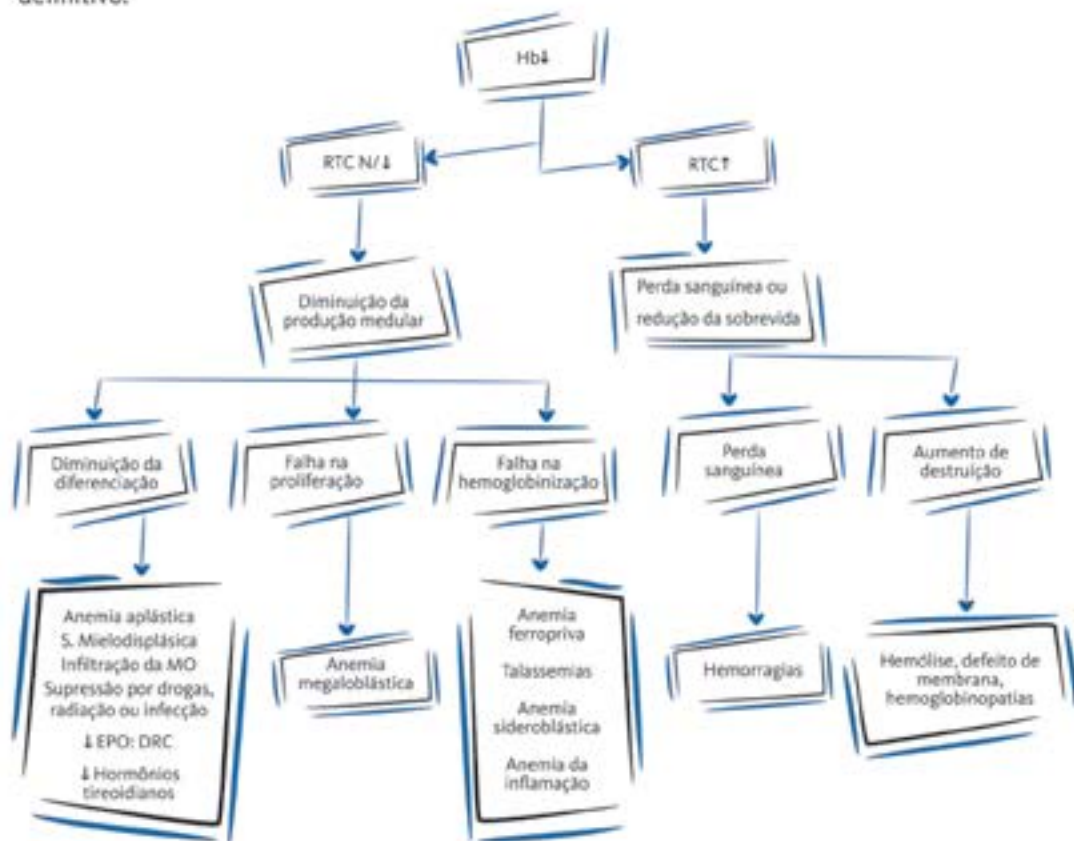 definitivo.
Hb↓
RTC N/↓
RTC↑
Diminuição da
produção medular
Perda sanguínea ou
redução da sobrevida
Diminuição da
diferenciação
Falha na
proliferação
Falha na
hemoglobinização
Perda
sanguínea
Aumento de
destruição
Anemia aplástica
S. Mielodisplásica
Infiltração da MO
Supressão por drogas,
radiação ou infecção
↓ EPO: DRC
↓ Hormônios
tireoidianos
Anemia
megaloblástica
Anemia
ferropriva
Talassemias
Anemia
sideroblástica
Anemia da
inflamação
Hemorragias
Hemólise, defeito de
membrana,
hemoglobinopatias